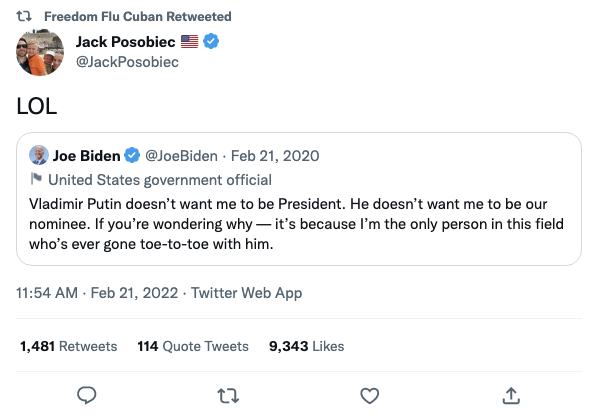 Freedom Flu Cuban Retweeted
Jack Posobiec 🇺🇸
@JackPosobiec
LOL
Joe Biden @JoeBiden · Feb 21, 2020
United States government official
Vladimir Putin doesn’t want me to be President. He doesn’t want me to be our
nominee. If you’re wondering why — it’s because I’m the only person in this field
who’s ever gone toe-to-toe with him.
11:54 AM · Feb 21, 2022 · Twitter Web App
1,481 Retweets 114 Quote Tweets 9,343 Likes